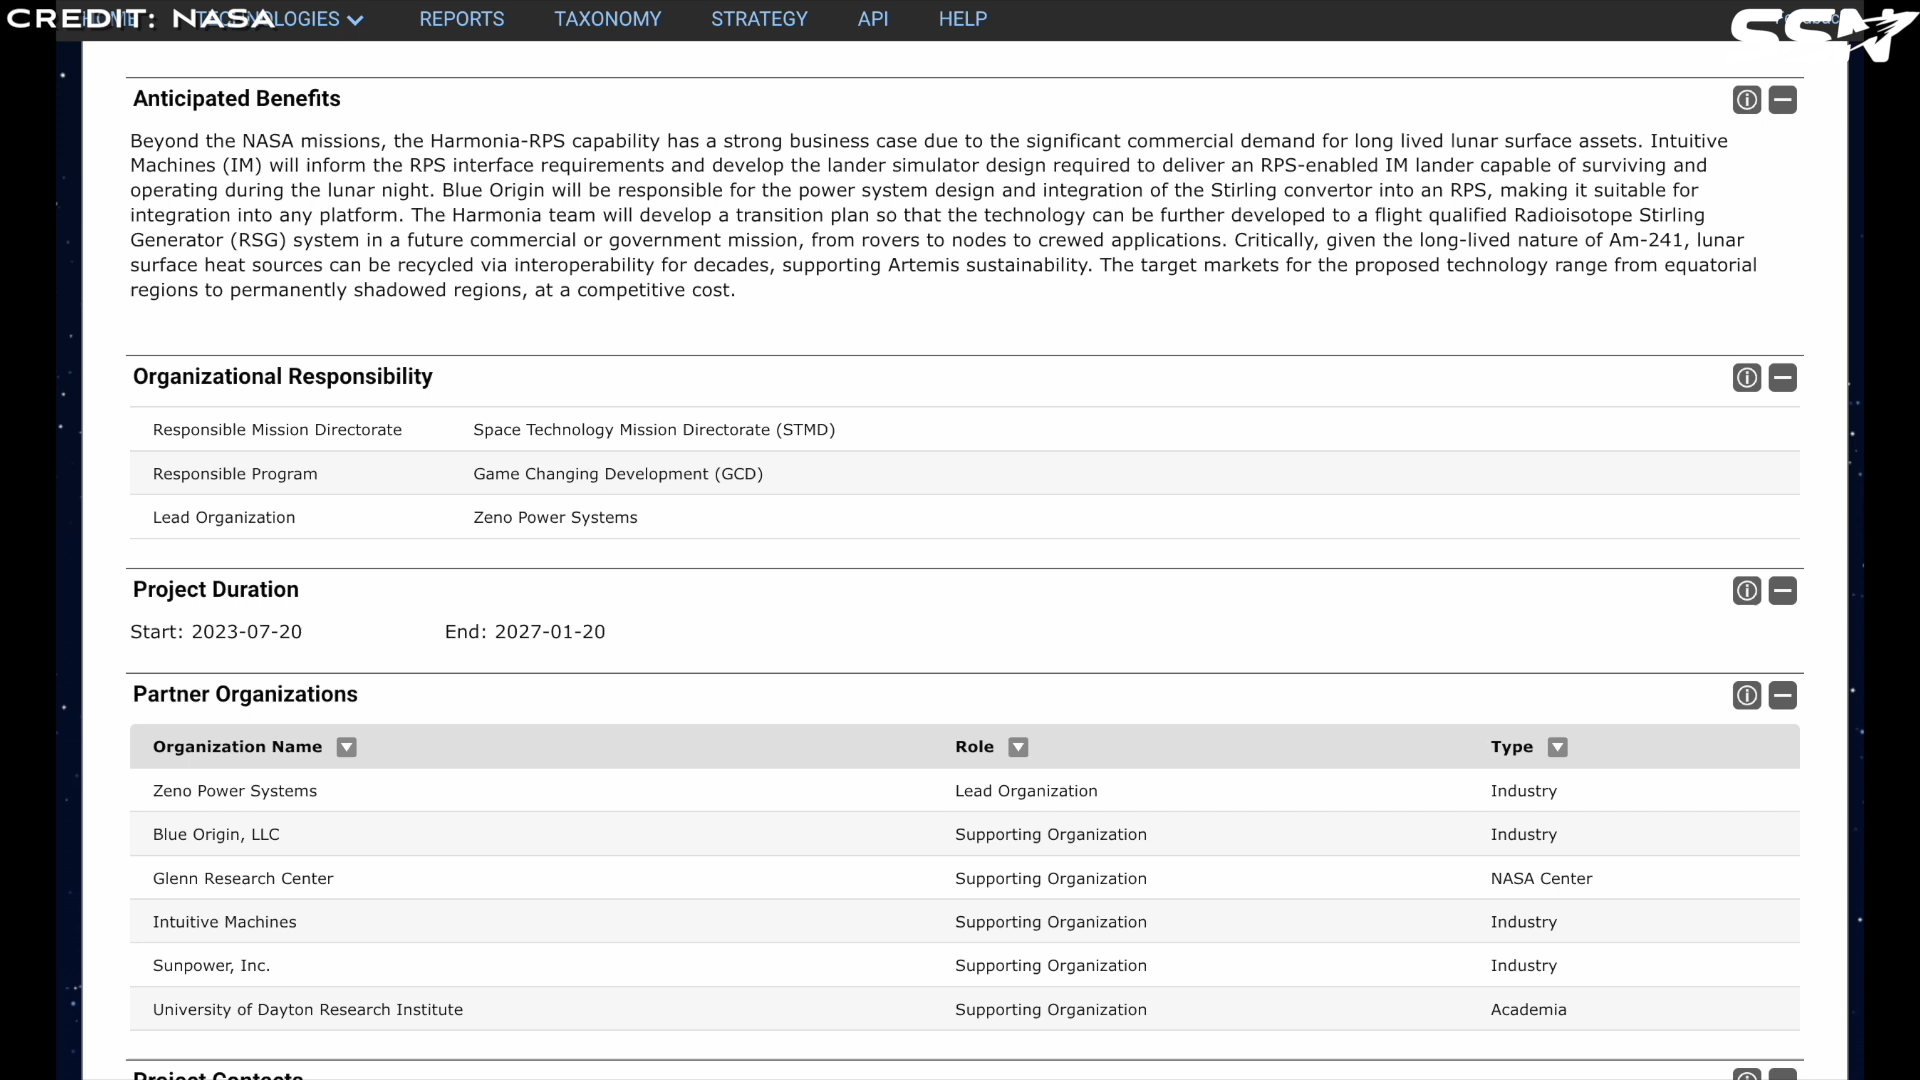 CREDIT: NASA
HOME TECHNOLOGIES REPORTS TAXONOMY STRATEGY API HELP
SSN
Anticipated Benefits
Beyond the NASA missions, the Harmonia-RPS capability has a strong business case due to the significant commercial demand for long lived lunar surface assets. Intuitive
Machines (IM) will inform the RPS interface requirements and develop the lander simulator design required to deliver an RPS-enabled IM lander capable of surviving and
operating during the lunar night. Blue Origin will be responsible for the power system design and integration of the Stirling convertor into an RPS, making it suitable for
integration into any platform. The Harmonia team will develop a transition plan so that the technology can be further developed to a flight qualified Radioisotope Stirling
Generator (RSG) system in a future commercial or government mission, from rovers to nodes to crewed applications. Critically, given the long-lived nature of Am-241, lunar
surface heat sources can be recycled via interoperability for decades, supporting Artemis sustainability. The target markets for the proposed technology range from equatorial
regions to permanently shadowed regions, at a competitive cost.
Organizational Responsibility
Responsible Mission Directorate Space Technology Mission Directorate (STMD)
Responsible Program Game Changing Development (GCD)
Lead Organization Zeno Power Systems
Project Duration
Start: 2023-07-20 End: 2027-01-20
Partner Organizations
Organization Name Role Type
Zeno Power Systems Lead Organization Industry
Blue Origin, LLC Supporting Organization Industry
Glenn Research Center Supporting Organization NASA Center
Intuitive Machines Supporting Organization Industry
Sunpower, Inc. Supporting Organization Industry
University of Dayton Research Institute Supporting Organization Academia
Project Contacts